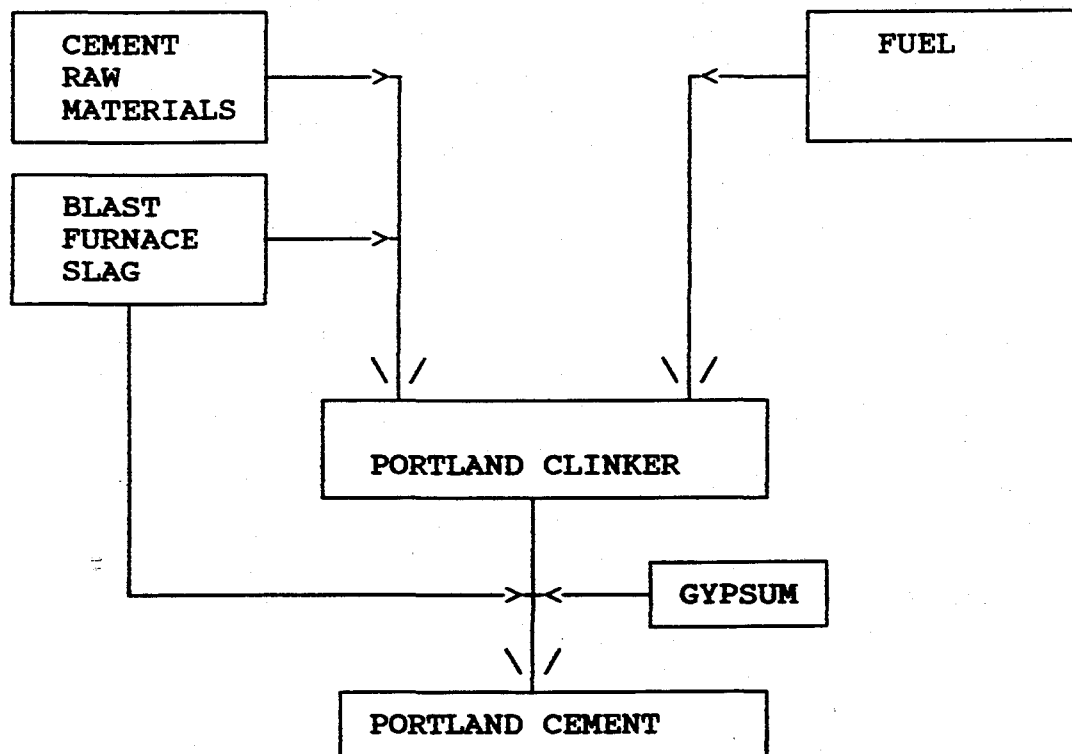 CEMENT
RAW
MATERIALS
FUEL
BLAST
FURNACE
SLAG
PORTLAND CLINKER
GYPSUM
PORTLAND CEMENT